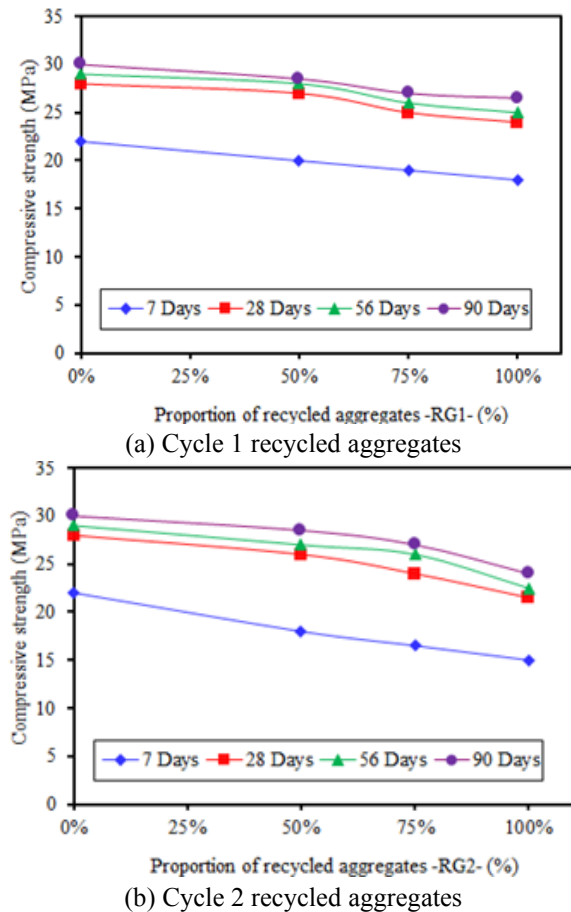 35
30
25
20
15
10
5
0
Compressive strength (MPa)
7 Days 28 Days 56 Days 90 Days
0% 25% 50% 75% 100%
Proportion of recycled aggregates -RG1- (%)
(a) Cycle 1 recycled aggregates
35
30
25
20
15
10
5
0
Compressive strength (MPa)
7 Days 28 Days 56 Days 90 Days
0% 25% 50% 75% 100%
Proportion of recycled aggregates -RG2- (%)
(b) Cycle 2 recycled aggregates